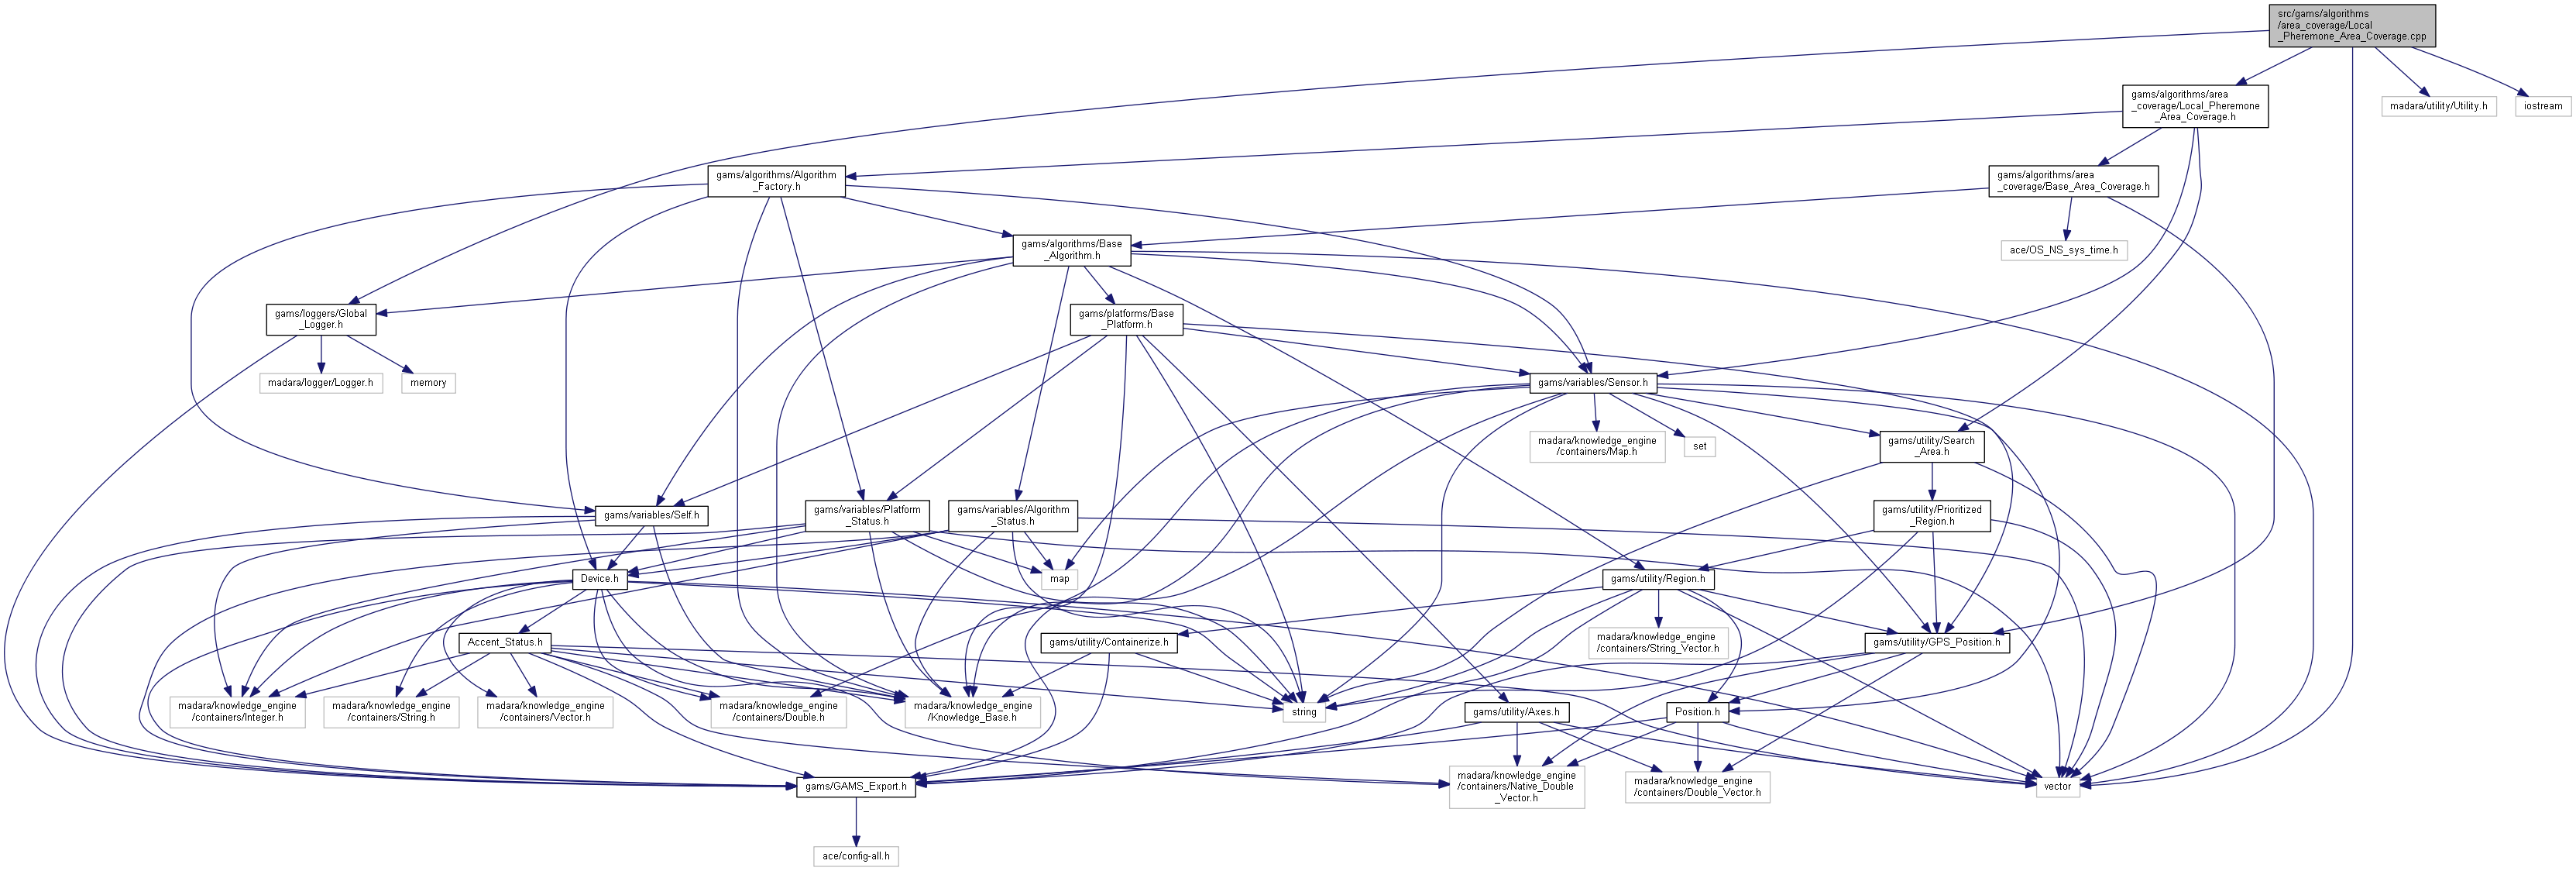 src/gams/algorithms
/area_coverage/Local
_Pheremone_Area_Coverage.cpp
gams/algorithms/area
_coverage/Local_Pheremone
_Area_Coverage.h
madara/utility/Utility.h
iostream
gams/algorithms/Algorithm
_Factory.h
gams/algorithms/area
_coverage/Base_Area_Coverage.h
gams/algorithms/Base
_Algorithm.h
ace/OS_NS_sys_time.h
gams/loggers/Global
_Logger.h
gams/platforms/Base
_Platform.h
madara/logger/Logger.h
memory
gams/variables/Sensor.h
madara/knowledge_engine
/containers/Map.h
set
gams/utility/Search
_Area.h
gams/variables/Self.h
gams/variables/Platform
_Status.h
gams/variables/Algorithm
_Status.h
gams/utility/Prioritized
_Region.h
Device.h
map
gams/utility/Region.h
Accent_Status.h
gams/utility/Containerize.h
madara/knowledge_engine
/containers/String_Vector.h
gams/utility/GPS_Position.h
madara/knowledge_engine
/containers/Integer.h
madara/knowledge_engine
/containers/String.h
madara/knowledge_engine
/containers/Vector.h
madara/knowledge_engine
/containers/Double.h
madara/knowledge_engine
/Knowledge_Base.h
string
gams/utility/Axes.h
Position.h
gams/GAMS_Export.h
madara/knowledge_engine
/containers/Native_Double
_Vector.h
madara/knowledge_engine
/containers/Double_Vector.h
vector
ace/config-all.h